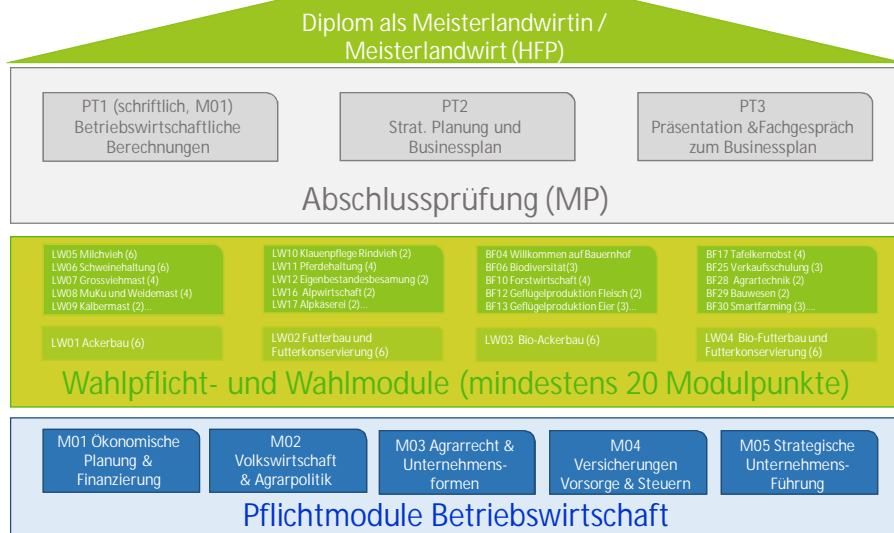 Diplom als Meisterlandwirtin /
Meisterlandwirt (HFP)
PT1 (schriftlich, M01)
Betriebswirtschaftliche
Berechnungen
PT2
Strat. Planung und
Businessplan
PT3
Präsentation &Fachgespräch
zum Businessplan
Abschlussprüfung (MP)
LW05 Milchvieh (6)
LW06 Schweinehaltung (6)
LW07 Grossviehmast (4)
LW08 MuKu und Weidemast (4)
LW09 Kälbermast (2)...
LW10 Klauenpflege Rindvieh (2)
LW11 Pferdehaltung (4)
LW12 Eigenbestandesbesamung (2)
LW16 Alpwirtschaft (2)
LW17 Alpkäserei (2)...
BF04 Willkommen auf Bauernhof
BF06 Biodiversität(3)
BF10 Forstwirtschaft (4)
BF12 Geflügelproduktion Fleisch (2)
BF13 Geflügelproduktion Eier (3)...
BF17 Tafelkernobst (4)
BF25 Verkaufsschulung (3)
BF28 Agrartechnik (2)
BF29 Bauwesen (2)
BF30 Smartfarming (3)...
LW01 Ackerbau (6)
LW02 Futterbau und
Futterkonservierung (6)
LW03 Bio-Ackerbau (6)
LW04 Bio-Futterbau und
Futterkonservierung (6)
Wahlpflicht- und Wahlmodule (mindestens 20 Modulpunkte)
M01 Ökonomische
Planung &
Finanzierung
M02
Volkswirtschaft
& Agrarpolitik
M03 Agrarrecht &
Unternehmens-
formen
M04
Versicherungen
Vorsorge & Steuern
M05 Strategische
Unternehmens-
Führung
Pflichtmodule Betriebswirtschaft